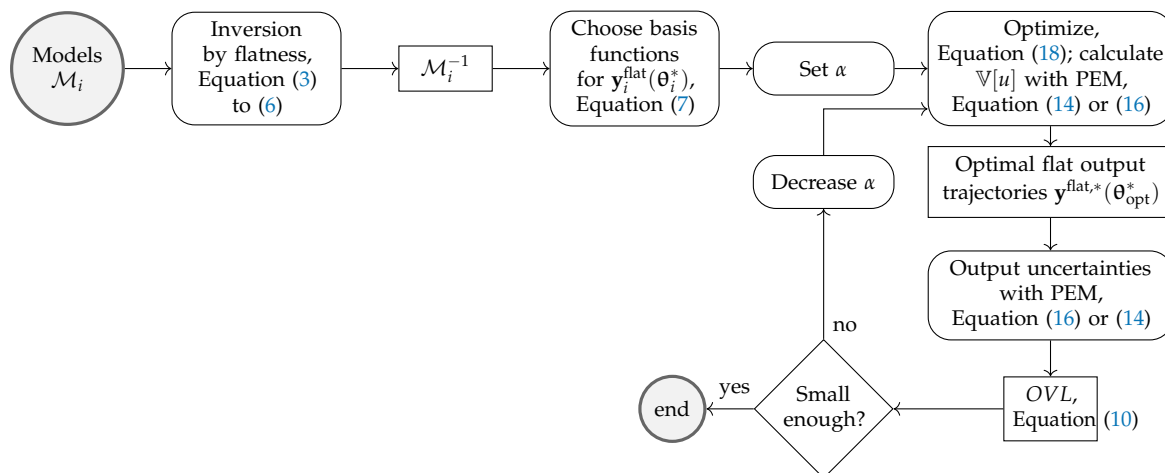 Models
ℳᵢ
Inversion
by flatness,
Equation (3)
to (6)
ℳᵢ⁻¹
Choose basis
functions
for 𝐲ᵢ^flat(𝛉ᵢ*),
Equation (7)
Set α
Optimize,
Equation (18); calculate
𝕍[u] with PEM,
Equation (14) or (16)
Decrease α
Optimal flat output
trajectories 𝐲^flat,*(𝛉*_opt)
Output uncertainties
with PEM,
Equation (16) or (14)
OVL,
Equation (10)
Small
enough?
no
yes
end